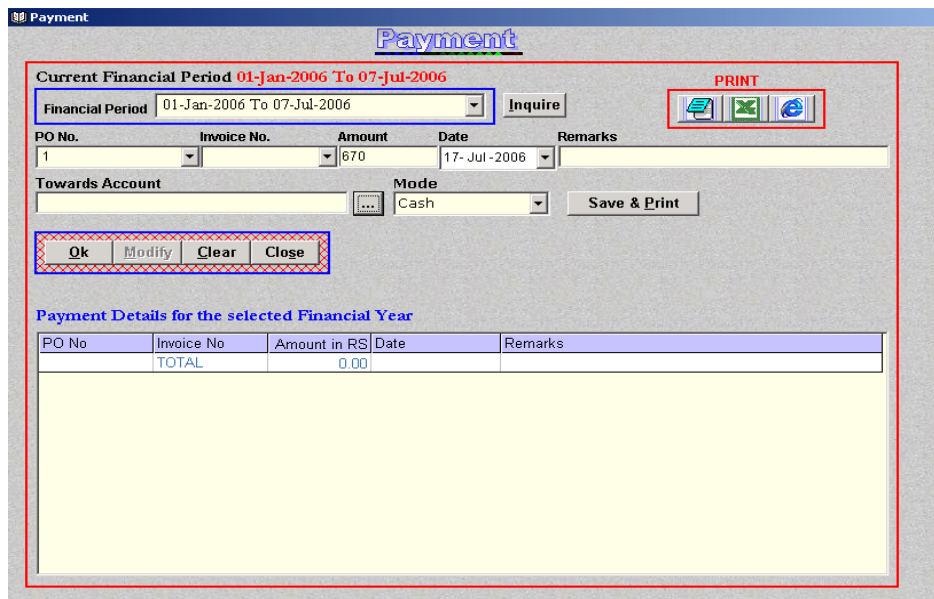 Payment
Payment
Current Financial Period 01-Jan-2006 To 07-Jul-2006
PRINT
Financial Period 01-Jan-2006 To 07-Jul-2006 Inquire
PO No. Invoice No. Amount Date Remarks
1 670 17- Jul -2006
Towards Account Mode
... Cash Save & Print
Ok Modify Clear Close
Payment Details for the selected Financial Year
PO No Invoice No Amount in RS Date Remarks
TOTAL 0.00